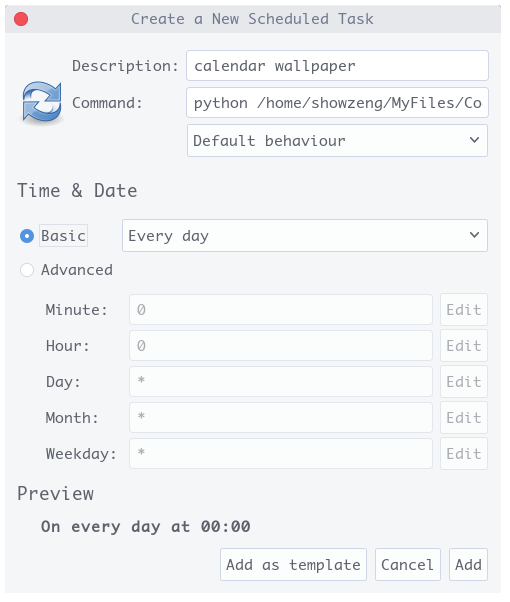 Create a New Scheduled Task
Description: calendar wallpaper
Command: python /home/showzeng/MyFiles/Co
Default behaviour
Time & Date
Basic Every day
Advanced
Minute: 0 Edit
Hour: 0 Edit
Day: * Edit
Month: * Edit
Weekday: * Edit
Preview
On every day at 00:00
Add as template Cancel Add